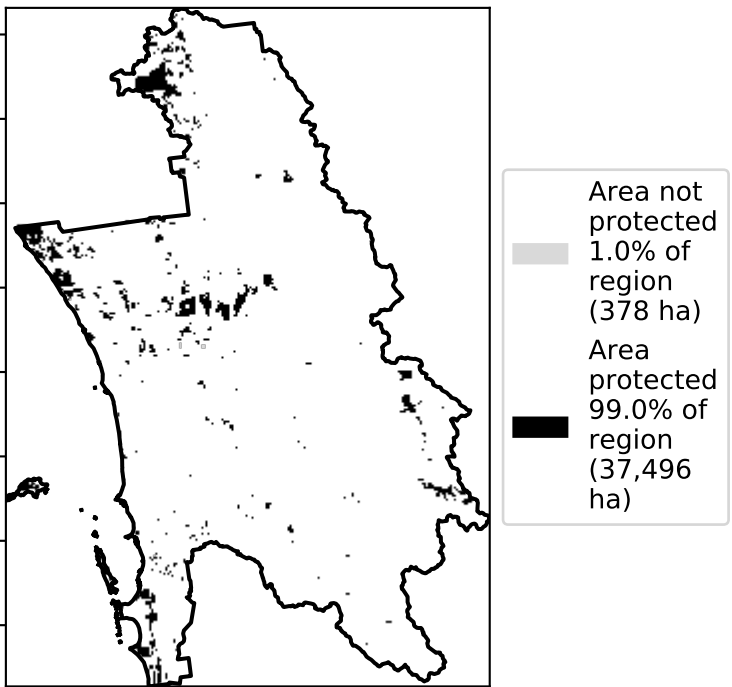 Area not
protected
1.0% of
region
(378 ha)
Area
protected
99.0% of
region
(37,496
ha)